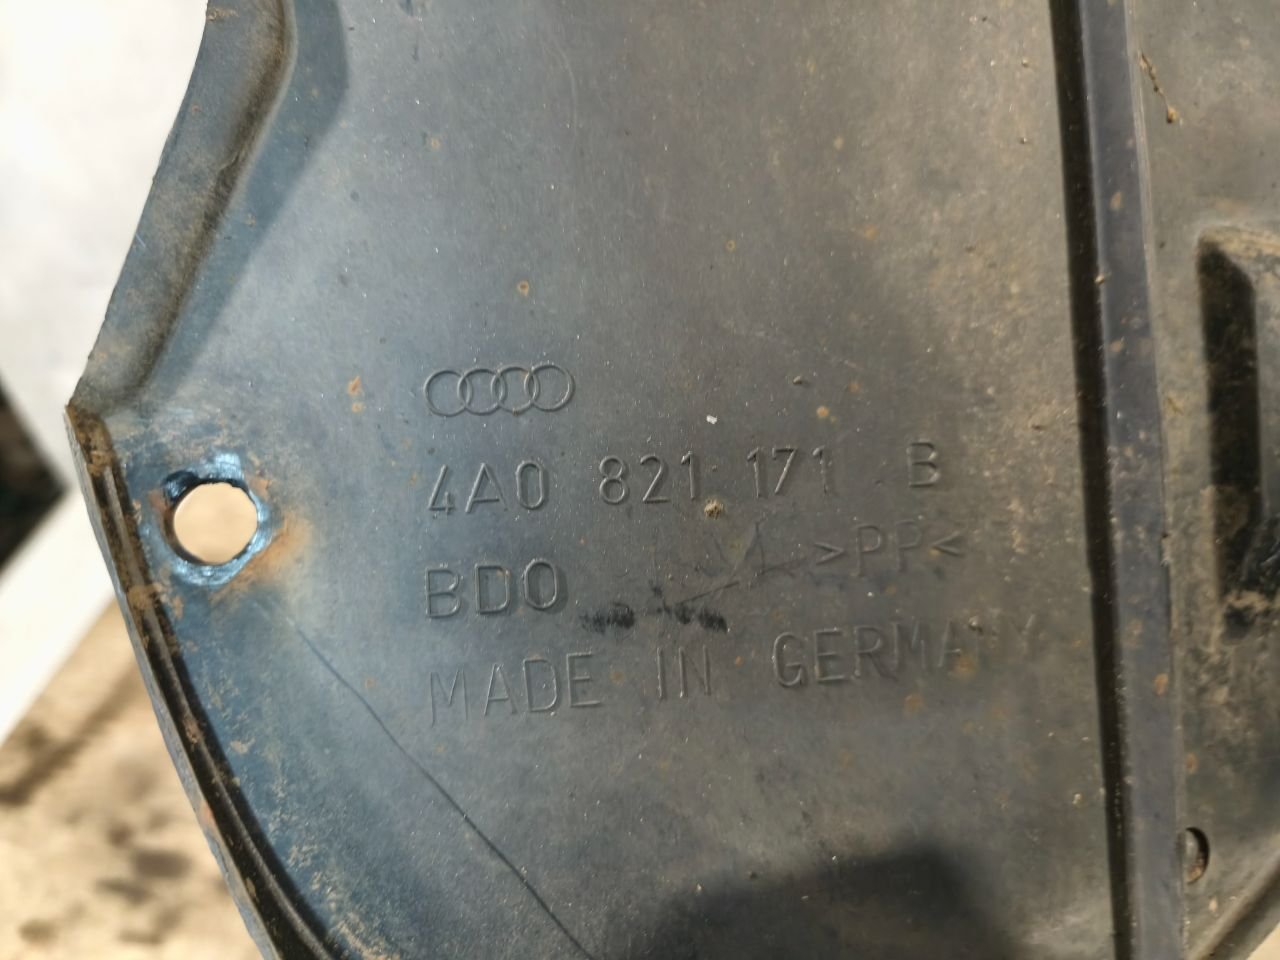 4A0 821 171 B
BDO >PP<
MADE IN GERMANY